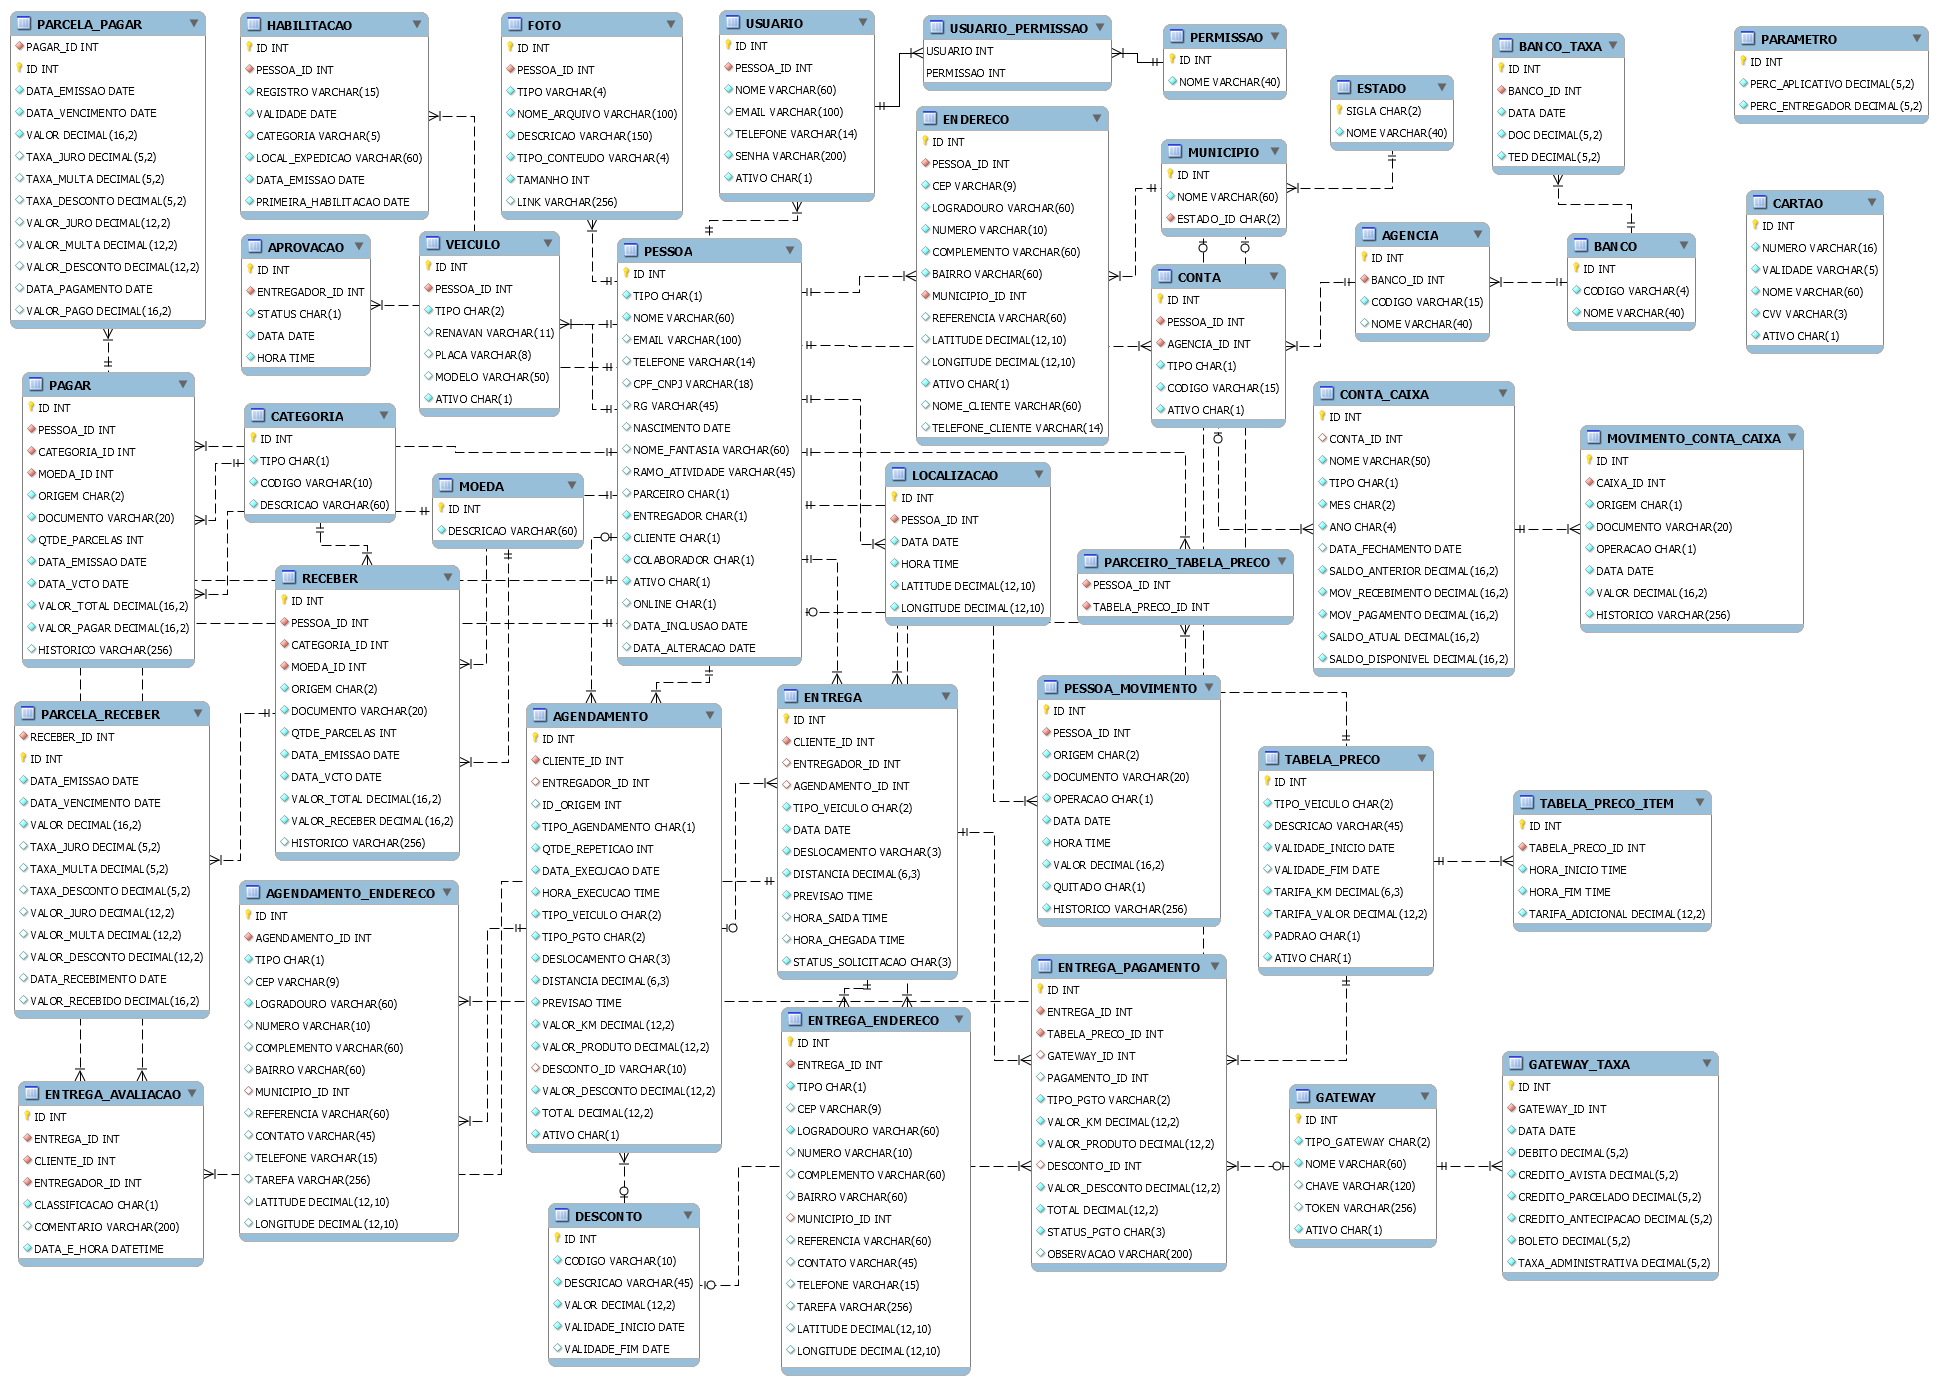 PARCELA_PAGAR
PAGAR_ID INT
ID INT
DATA_EMISSAO DATE
DATA_VENCIMENTO DATE
VALOR DECIMAL(16,2)
TAXA_JURO DECIMAL(5,2)
TAXA_MULTA DECIMAL(5,2)
TAXA_DESCONTO DECIMAL(5,2)
VALOR_JURO DECIMAL(12,2)
VALOR_MULTA DECIMAL(12,2)
VALOR_DESCONTO DECIMAL(12,2)
DATA_PAGAMENTO DATE
VALOR_PAGO DECIMAL(16,2)
HABILITACAO
ID INT
PESSOA_ID INT
REGISTRO VARCHAR(15)
VALIDADE DATE
CATEGORIA VARCHAR(5)
LOCAL_EXPEDICAO VARCHAR(60)
DATA_EMISSAO DATE
PRIMEIRA_HABILITACAO DATE
FOTO
ID INT
PESSOA_ID INT
TIPO VARCHAR(4)
NOME_ARQUIVO VARCHAR(100)
DESCRICAO VARCHAR(150)
TIPO_CONTEUDO VARCHAR(4)
TAMANHO INT
LINK VARCHAR(256)
USUARIO
ID INT
PESSOA_ID INT
NOME VARCHAR(60)
EMAIL VARCHAR(100)
TELEFONE VARCHAR(14)
SENHA VARCHAR(200)
ATIVO CHAR(1)
USUARIO_PERMISSAO
USUARIO INT
PERMISSAO INT
PERMISSAO
ID INT
NOME VARCHAR(40)
ESTADO
SIGLA CHAR(2)
NOME VARCHAR(40)
BANCO_TAXA
ID INT
BANCO_ID INT
DATA DATE
DOC DECIMAL(5,2)
TED DECIMAL(5,2)
PARAMETRO
ID INT
PERC_APLICATIVO DECIMAL(5,2)
PERC_ENTREGADOR DECIMAL(5,2)
ENDERECO
ID INT
PESSOA_ID INT
CEP VARCHAR(9)
LOGRADOURO VARCHAR(60)
NUMERO VARCHAR(10)
COMPLEMENTO VARCHAR(60)
BAIRRO VARCHAR(60)
MUNICIPIO_ID INT
REFERENCIA VARCHAR(60)
LATITUDE DECIMAL(12,10)
LONGITUDE DECIMAL(12,10)
ATIVO CHAR(1)
NOME_CLIENTE VARCHAR(60)
TELEFONE_CLIENTE VARCHAR(14)
MUNICIPIO
ID INT
NOME VARCHAR(60)
ESTADO_ID CHAR(2)
CARTAO
ID INT
NUMERO VARCHAR(16)
VALIDADE VARCHAR(5)
NOME VARCHAR(60)
CVV VARCHAR(3)
ATIVO CHAR(1)
APROVACAO
ID INT
ENTREGADOR_ID INT
STATUS CHAR(1)
DATA DATE
HORA TIME
VEICULO
ID INT
PESSOA_ID INT
TIPO CHAR(2)
RENAVAN VARCHAR(11)
PLACA VARCHAR(8)
MODELO VARCHAR(50)
ATIVO CHAR(1)
PESSOA
ID INT
TIPO CHAR(1)
NOME VARCHAR(60)
EMAIL VARCHAR(100)
TELEFONE VARCHAR(14)
CPF_CNPJ VARCHAR(18)
RG VARCHAR(45)
NASCIMENTO DATE
NOME_FANTASIA VARCHAR(60)
RAMO_ATIVIDADE VARCHAR(45)
PARCEIRO CHAR(1)
ENTREGADOR CHAR(1)
CLIENTE CHAR(1)
COLABORADOR CHAR(1)
ATIVO CHAR(1)
ONLINE CHAR(1)
DATA_INCLUSAO DATE
DATA_ALTERACAO DATE
CONTA
ID INT
PESSOA_ID INT
AGENCIA_ID INT
TIPO CHAR(1)
CODIGO VARCHAR(15)
ATIVO CHAR(1)
AGENCIA
ID INT
BANCO_ID INT
CODIGO VARCHAR(15)
NOME VARCHAR(40)
BANCO
ID INT
CODIGO VARCHAR(4)
NOME VARCHAR(40)
PAGAR
ID INT
PESSOA_ID INT
CATEGORIA_ID INT
MOEDA_ID INT
ORIGEM CHAR(2)
DOCUMENTO VARCHAR(20)
QTDE_PARCELAS INT
DATA_EMISSAO DATE
DATA_VCTO DATE
VALOR_TOTAL DECIMAL(16,2)
VALOR_PAGAR DECIMAL(16,2)
HISTORICO VARCHAR(256)
CATEGORIA
ID INT
TIPO CHAR(1)
CODIGO VARCHAR(10)
DESCRICAO VARCHAR(60)
MOEDA
ID INT
DESCRICAO VARCHAR(60)
CONTA_CAIXA
ID INT
CONTA_ID INT
NOME VARCHAR(50)
TIPO CHAR(1)
MES CHAR(2)
ANO CHAR(4)
DATA_FECHAMENTO DATE
SALDO_ANTERIOR DECIMAL(16,2)
MOV_RECEBIMENTO DECIMAL(16,2)
MOV_PAGAMENTO DECIMAL(16,2)
SALDO_ATUAL DECIMAL(16,2)
SALDO_DISPONIVEL DECIMAL(16,2)
MOVIMENTO_CONTA_CAIXA
ID INT
CAIXA_ID INT
ORIGEM CHAR(1)
DOCUMENTO VARCHAR(20)
OPERACAO CHAR(1)
DATA DATE
VALOR DECIMAL(16,2)
HISTORICO VARCHAR(256)
LOCALIZACAO
ID INT
PESSOA_ID INT
DATA DATE
HORA TIME
LATITUDE DECIMAL(12,10)
LONGITUDE DECIMAL(12,10)
PARCEIRO_TABELA_PRECO
PESSOA_ID INT
TABELA_PRECO_ID INT
RECEBER
ID INT
PESSOA_ID INT
CATEGORIA_ID INT
MOEDA_ID INT
ORIGEM CHAR(2)
DOCUMENTO VARCHAR(20)
QTDE_PARCELAS INT
DATA_EMISSAO DATE
DATA_VCTO DATE
VALOR_TOTAL DECIMAL(16,2)
VALOR_RECEBER DECIMAL(16,2)
HISTORICO VARCHAR(256)
PARCELA_RECEBER
RECEBER_ID INT
ID INT
DATA_EMISSAO DATE
DATA_VENCIMENTO DATE
VALOR DECIMAL(16,2)
TAXA_JURO DECIMAL(5,2)
TAXA_MULTA DECIMAL(5,2)
TAXA_DESCONTO DECIMAL(5,2)
VALOR_JURO DECIMAL(12,2)
VALOR_MULTA DECIMAL(12,2)
VALOR_DESCONTO DECIMAL(12,2)
DATA_RECEBIMENTO DATE
VALOR_RECEBIDO DECIMAL(16,2)
AGENDAMENTO
ID INT
CLIENTE_ID INT
ENTREGADOR_ID INT
ID_ORIGEM INT
TIPO_AGENDAMENTO CHAR(1)
QTDE_REPETICAO INT
DATA_EXECUCAO DATE
HORA_EXECUCAO TIME
TIPO_VEICULO CHAR(2)
TIPO_PGTO CHAR(2)
DESLOCAMENTO CHAR(3)
DISTANCIA DECIMAL(6,3)
PREVISAO TIME
VALOR_KM DECIMAL(12,2)
VALOR_PRODUTO DECIMAL(12,2)
DESCONTO_ID VARCHAR(10)
VALOR_DESCONTO DECIMAL(12,2)
TOTAL DECIMAL(12,2)
ATIVO CHAR(1)
ENTREGA
ID INT
CLIENTE_ID INT
ENTREGADOR_ID INT
AGENDAMENTO_ID INT
TIPO_VEICULO CHAR(2)
DATA DATE
DESLOCAMENTO VARCHAR(3)
DISTANCIA DECIMAL(6,3)
PREVISAO TIME
HORA_SAIDA TIME
HORA_CHEGADA TIME
STATUS_SOLICITACAO CHAR(3)
PESSOA_MOVIMENTO
ID INT
PESSOA_ID INT
ORIGEM CHAR(2)
DOCUMENTO VARCHAR(20)
OPERACAO CHAR(1)
DATA DATE
HORA TIME
VALOR DECIMAL(16,2)
QUITADO CHAR(1)
HISTORICO VARCHAR(256)
TABELA_PRECO
ID INT
TIPO_VEICULO CHAR(2)
DESCRICAO VARCHAR(45)
VALIDADE_INICIO DATE
VALIDADE_FIM DATE
TARIFA_KM DECIMAL(6,3)
TARIFA_VALOR DECIMAL(12,2)
PADRAO CHAR(1)
ATIVO CHAR(1)
TABELA_PRECO_ITEM
ID INT
TABELA_PRECO_ID INT
HORA_INICIO TIME
HORA_FIM TIME
TARIFA_ADICIONAL DECIMAL(12,2)
AGENDAMENTO_ENDERECO
ID INT
AGENDAMENTO_ID INT
TIPO CHAR(1)
CEP VARCHAR(9)
LOGRADOURO VARCHAR(60)
NUMERO VARCHAR(10)
COMPLEMENTO VARCHAR(60)
BAIRRO VARCHAR(60)
MUNICIPIO_ID INT
REFERENCIA VARCHAR(60)
CONTATO VARCHAR(45)
TELEFONE VARCHAR(15)
TAREFA VARCHAR(256)
LATITUDE DECIMAL(12,10)
LONGITUDE DECIMAL(12,10)
ENTREGA_AVALIACAO
ID INT
ENTREGA_ID INT
CLIENTE_ID INT
ENTREGADOR_ID INT
CLASSIFICACAO CHAR(1)
COMENTARIO VARCHAR(200)
DATA_E_HORA DATETIME
DESCONTO
ID INT
CODIGO VARCHAR(10)
DESCRICAO VARCHAR(45)
VALOR DECIMAL(12,2)
VALIDADE_INICIO DATE
VALIDADE_FIM DATE
ENTREGA_ENDERECO
ID INT
ENTREGA_ID INT
TIPO CHAR(1)
CEP VARCHAR(9)
LOGRADOURO VARCHAR(60)
NUMERO VARCHAR(10)
COMPLEMENTO VARCHAR(60)
BAIRRO VARCHAR(60)
MUNICIPIO_ID INT
REFERENCIA VARCHAR(60)
CONTATO VARCHAR(45)
TELEFONE VARCHAR(15)
TAREFA VARCHAR(256)
LATITUDE DECIMAL(12,10)
LONGITUDE DECIMAL(12,10)
ENTREGA_PAGAMENTO
ID INT
ENTREGA_ID INT
TABELA_PRECO_ID INT
GATEWAY_ID INT
PAGAMENTO_ID INT
TIPO_PGTO VARCHAR(2)
VALOR_KM DECIMAL(12,2)
VALOR_PRODUTO DECIMAL(12,2)
DESCONTO_ID INT
VALOR_DESCONTO DECIMAL(12,2)
TOTAL DECIMAL(12,2)
STATUS_PGTO CHAR(3)
OBSERVACAO VARCHAR(200)
GATEWAY
ID INT
TIPO_GATEWAY CHAR(2)
NOME VARCHAR(60)
CHAVE VARCHAR(120)
TOKEN VARCHAR(256)
ATIVO CHAR(1)
GATEWAY_TAXA
ID INT
GATEWAY_ID INT
DATA DATE
DEBITO DECIMAL(5,2)
CREDITO_AVISTA DECIMAL(5,2)
CREDITO_PARCELADO DECIMAL(5,2)
CREDITO_ANTECIPACAO DECIMAL(5,2)
BOLETO DECIMAL(5,2)
TAXA_ADMINISTRATIVA DECIMAL(5,2)